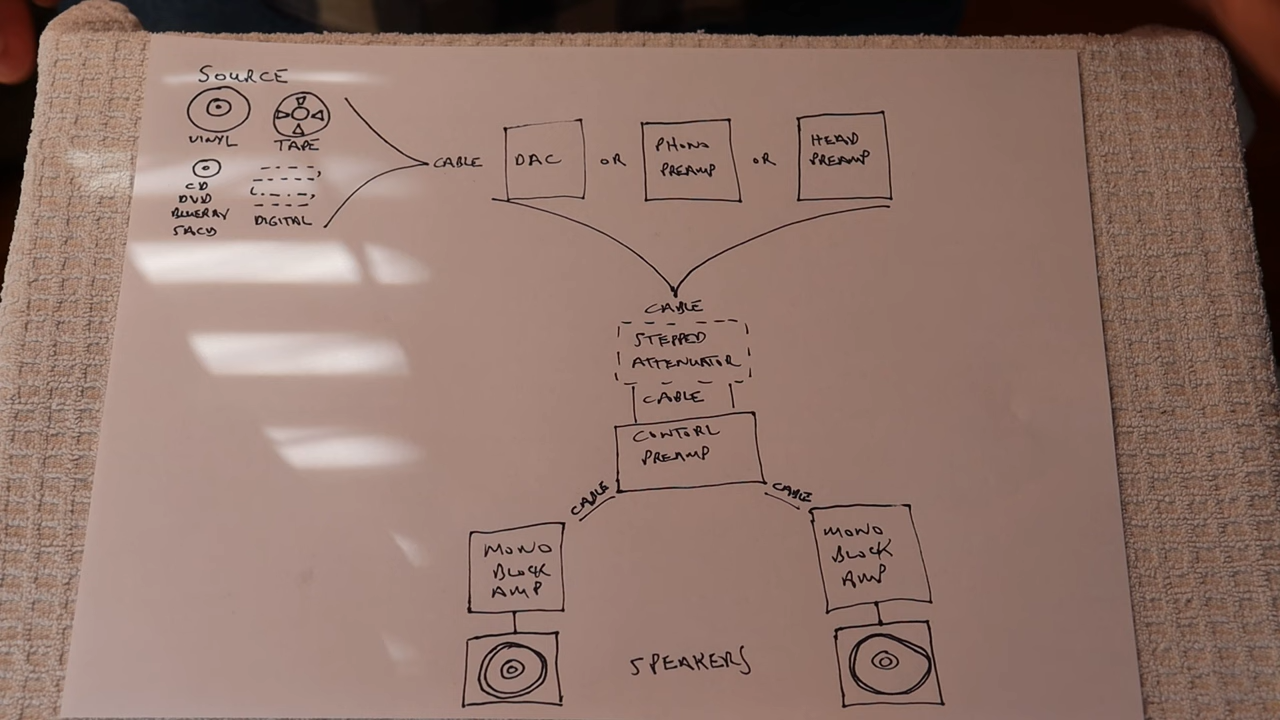 SOURCE
VINYL
TAPE
CD
DVD
BLUERAY
SACD
DIGITAL
CABLE
DAC
OR
PHONO
PREAMP
OR
HEAD
PREAMP
CABLE
STEPPED
ATTENUATOR
CABLE
CONTORL
PREAMP
CABLE
CABLE
MONO
BLOCK
AMP
MONO
BLOCK
AMP
SPEAKERS